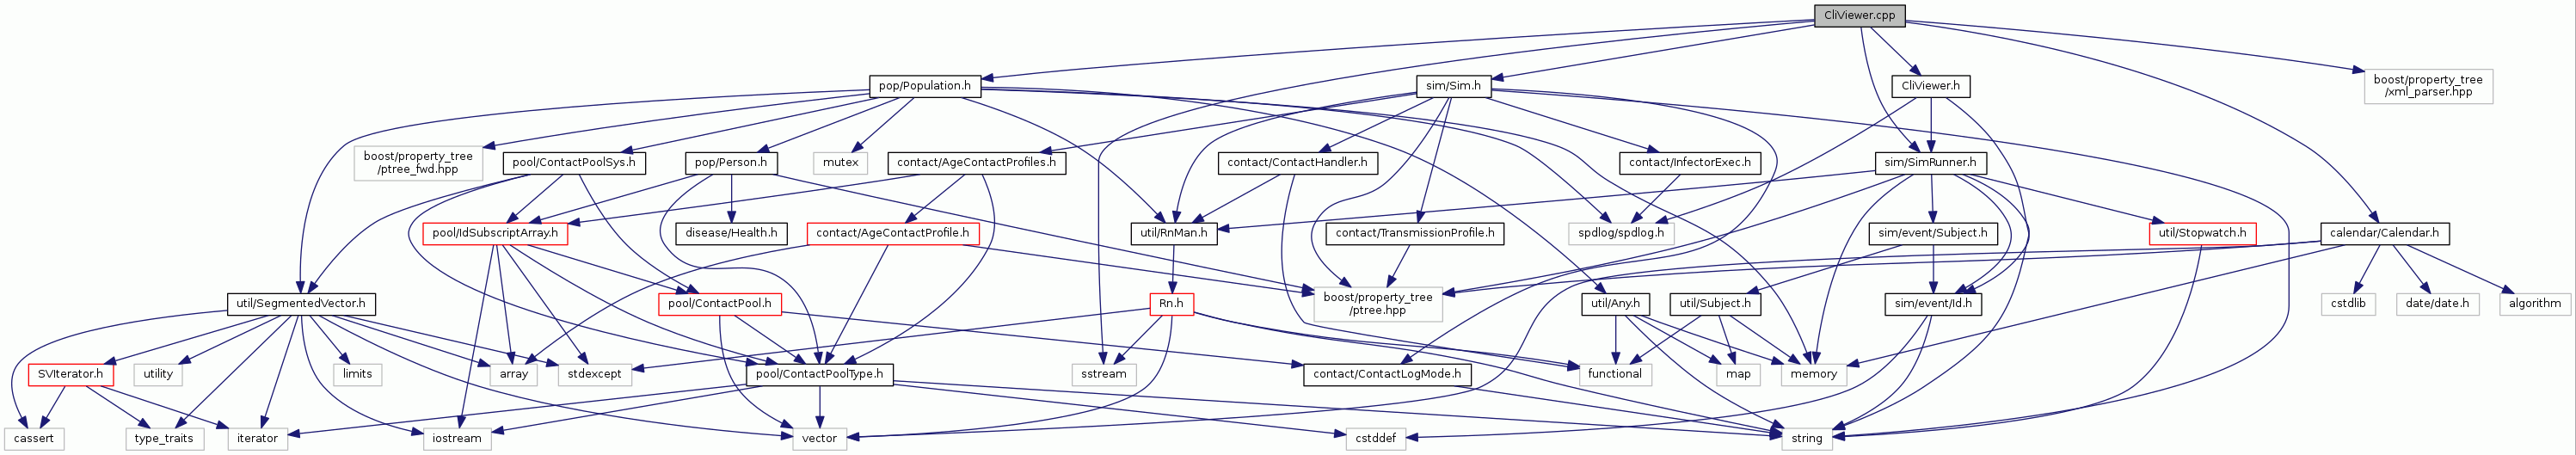 CliViewer.cpp
pop/Population.h
sim/Sim.h
CliViewer.h
boost/property_tree
/xml_parser.hpp
boost/property_tree
/ptree_fwd.hpp
pool/ContactPoolSys.h
pop/Person.h
mutex
contact/AgeContactProfiles.h
contact/ContactHandler.h
contact/InfectorExec.h
sim/SimRunner.h
pool/IdSubscriptArray.h
disease/Health.h
contact/AgeContactProfile.h
util/RnMan.h
contact/TransmissionProfile.h
spdlog/spdlog.h
sim/event/Subject.h
util/Stopwatch.h
calendar/Calendar.h
util/SegmentedVector.h
pool/ContactPool.h
Rn.h
boost/property_tree
/ptree.hpp
util/Any.h
util/Subject.h
sim/event/Id.h
cstdlib
date/date.h
algorithm
SVIterator.h
utility
limits
array
stdexcept
pool/ContactPoolType.h
sstream
contact/ContactLogMode.h
functional
map
memory
cassert
type_traits
iterator
iostream
vector
cstddef
string